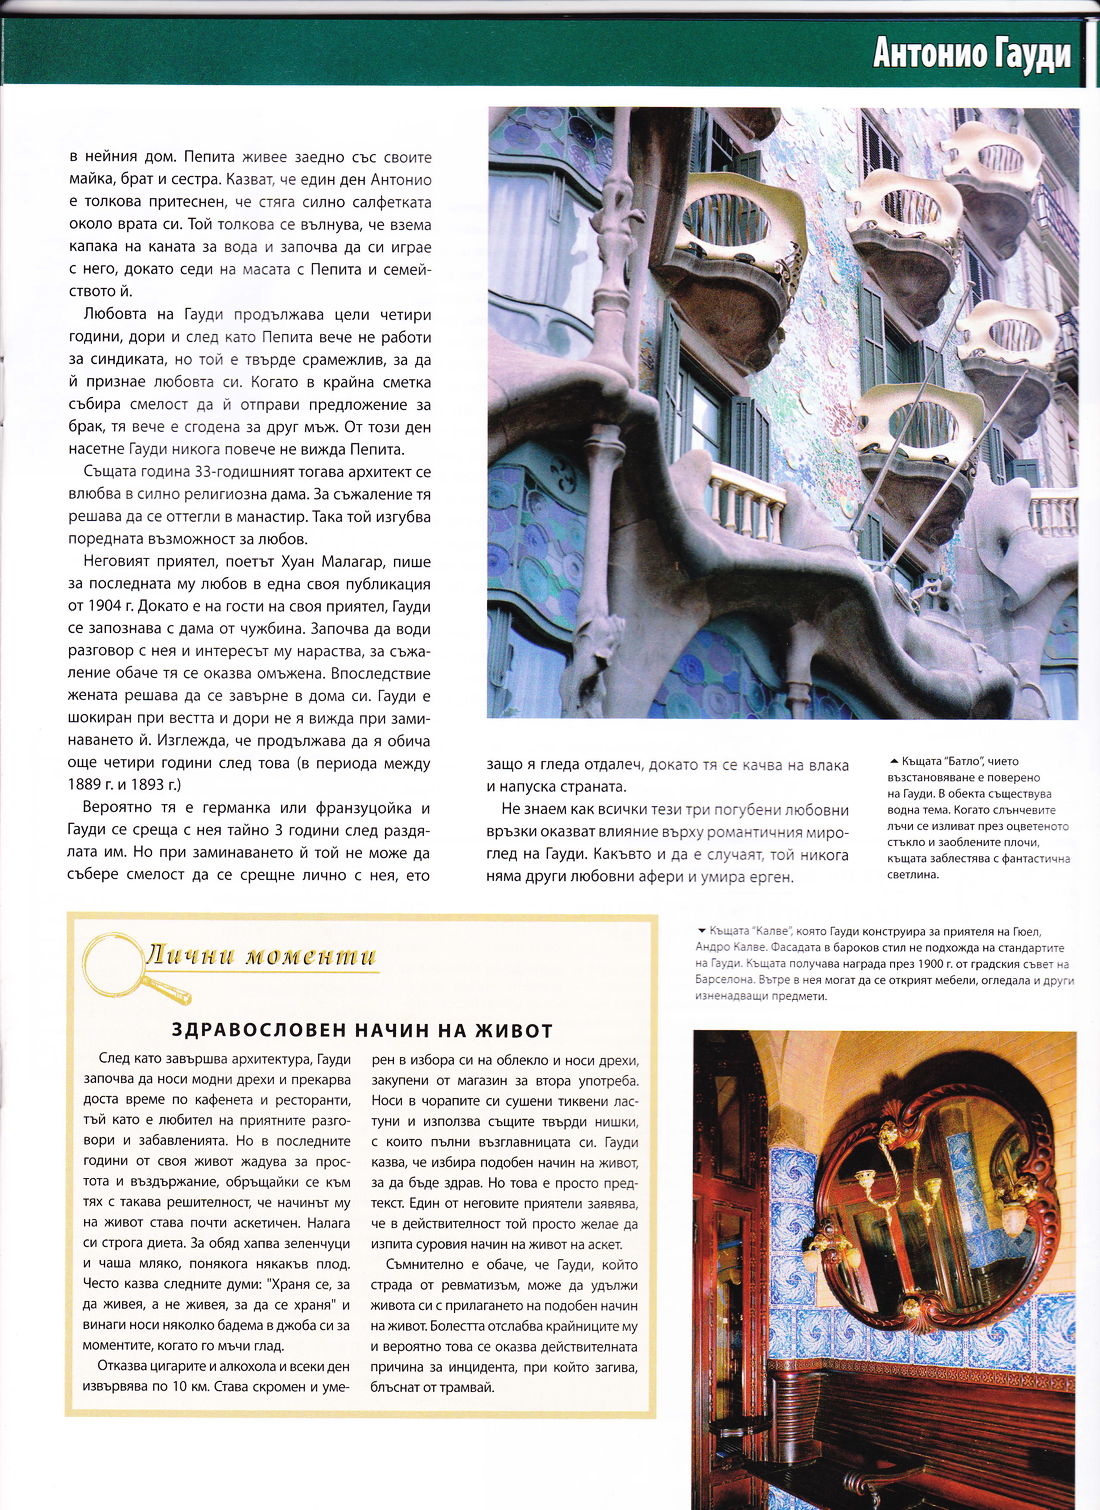 Антонио Гауди
в нейния дом. Пепита живее заедно със своите
майка, брат и сестра. Казват, че един ден Антонио
е толкова притеснен, че стяга силно салфетката
около врата си. Той толкова се вълнува, че взема
капака на каната за вода и започва да си играе
с него, докато седи на масата с Пепита и семей-
ството ѝ.
Любовта на Гауди продължава цели четири
години, дори и след като Пепита вече не работи
за синдиката, но той е твърде срамежлив, за да
ѝ признае любовта си. Когато в крайна сметка
събира смелост да ѝ отправи предложение за
брак, тя вече е сгодена за друг мъж. От този ден
насетне Гауди никога повече не вижда Пепита.
Същата година 33-годишният тогава архитект се
влюбва в силно религиозна дама. За съжаление тя
решава да се оттегли в манастир. Така той изгубва
поредната възможност за любов.
Неговият приятел, поетът Хуан Малагар, пише
за последната му любов в една своя публикация
от 1904 г. Докато е на гости на своя приятел, Гауди
се запознава с дама от чужбина. Започва да води
разговор с нея и интересът му нараства, за съжа-
ление обаче тя се оказва омъжена. Впоследствие
жената решава да се завърне в дома си. Гауди е
шокиран при вестта и дори не я вижда при зами-
наването ѝ. Изглежда, че продължава да я обича
още четири години след това (в периода между
1889 г. и 1893 г.)
Вероятно тя е германка или французойка и
Гауди се среща с нея тайно 3 години след раздя-
лата им. Но при заминаването ѝ той не може да
събере смелост да се срещне лично с нея, ето
защо я гледа отдалеч, докато тя се качва на влака
и напуска страната.
Не знаем как всички тези три погубени любовни
връзки оказват влияние върху романтичния миро-
глед на Гауди. Какъвто и да е случаят, той никога
няма други любовни афери и умира ерген.
Къщата "Батло", чието
възстановяване е поверено
на Гауди. В обекта съществува
водна тема. Когато слънчевите
лъчи се изливат през оцветеното
стъкло и заоблените плочи,
къщата заблестява с фантастична
светлина.
Къщата "Калве", която Гауди конструира за приятеля на Гюел,
Андро Калве. Фасадата в бароков стил не подхожда на стандартите
на Гауди. Къщата получава награда през 1900 г. от градския съвет на
Барселона. Вътре в нея могат да се открият мебели, огледала и други
изненадващи предмети.
Лични моменти
ЗДРАВОСЛОВЕН НАЧИН НА ЖИВОТ
След като завършва архитектура, Гауди
започва да носи модни дрехи и прекарва
доста време по кафенета и ресторанти,
тъй като е любител на приятните разго-
вори и забавленията. Но в последните
години от своя живот жадува за прос-
тота и въздържание, обръщайки се към
тях с такава решителност, че начинът му
на живот става почти аскетичен. Налага
си строга диета. За обяд хапва зеленчуци
и чаша мляко, понякога някакъв плод.
Често казва следните думи: "Храня се, за
да живея, а не живея, за да се храня" и
винаги носи няколко бадема в джоба си за
моментите, когато го мъчи глад.
Отказва цигарите и алкохола и всеки ден
извървява по 10 км. Става скромен и уме-
рен в избора си на облекло и носи дрехи,
закупени от магазин за втора употреба.
Носи в чорапите си сушени тиквени лас-
туни и използва същите твърди нишки,
с които пълни възглавницата си. Гауди
казва, че избира подобен начин на живот,
за да бъде здрав. Но това е просто пред-
текст. Един от неговите приятели заявява,
че в действителност той просто желае да
изпита суровия начин на живот на аскет.
Съмнително е обаче, че Гауди, който
страда от ревматизъм, може да удължи
живота си с прилагането на подобен начин
на живот. Болестта отслабва крайниците му
и вероятно това се оказва действителната
причина за инцидента, при който загива,
блъснат от трамвай.